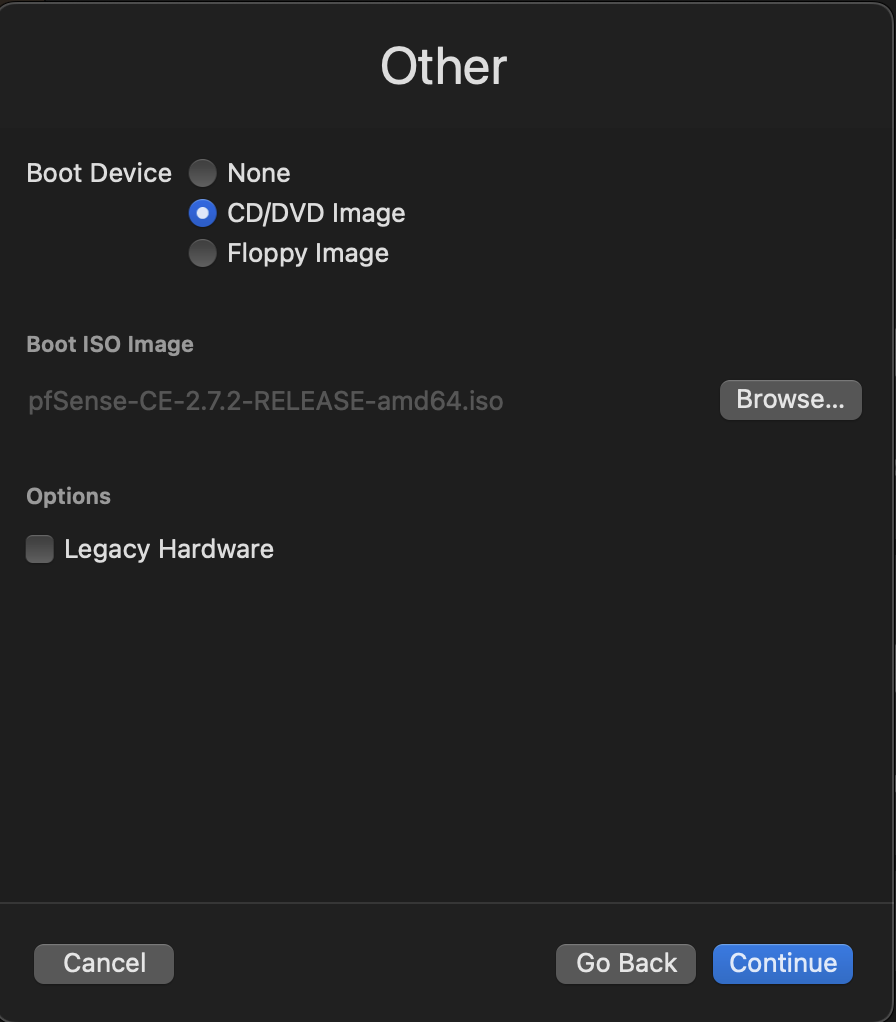 Other
Boot Device None
CD/DVD Image
Floppy Image
Boot ISO Image
pfSense-CE-2.7.2-RELEASE-amd64.iso Browse...
Options
Legacy Hardware
Cancel Go Back Continue